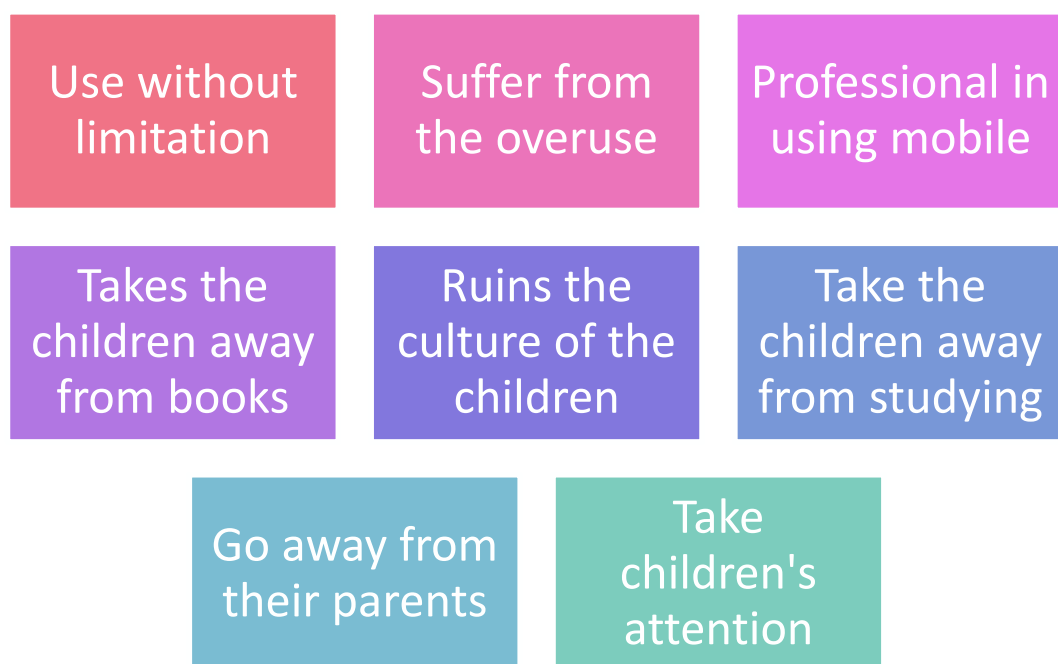 Use without
limitation
Suffer from
the overuse
Professional in
using mobile
Takes the
children away
from books
Ruins the
culture of the
children
Take the
children away
from studying
Go away from
their parents
Take
children's
attention